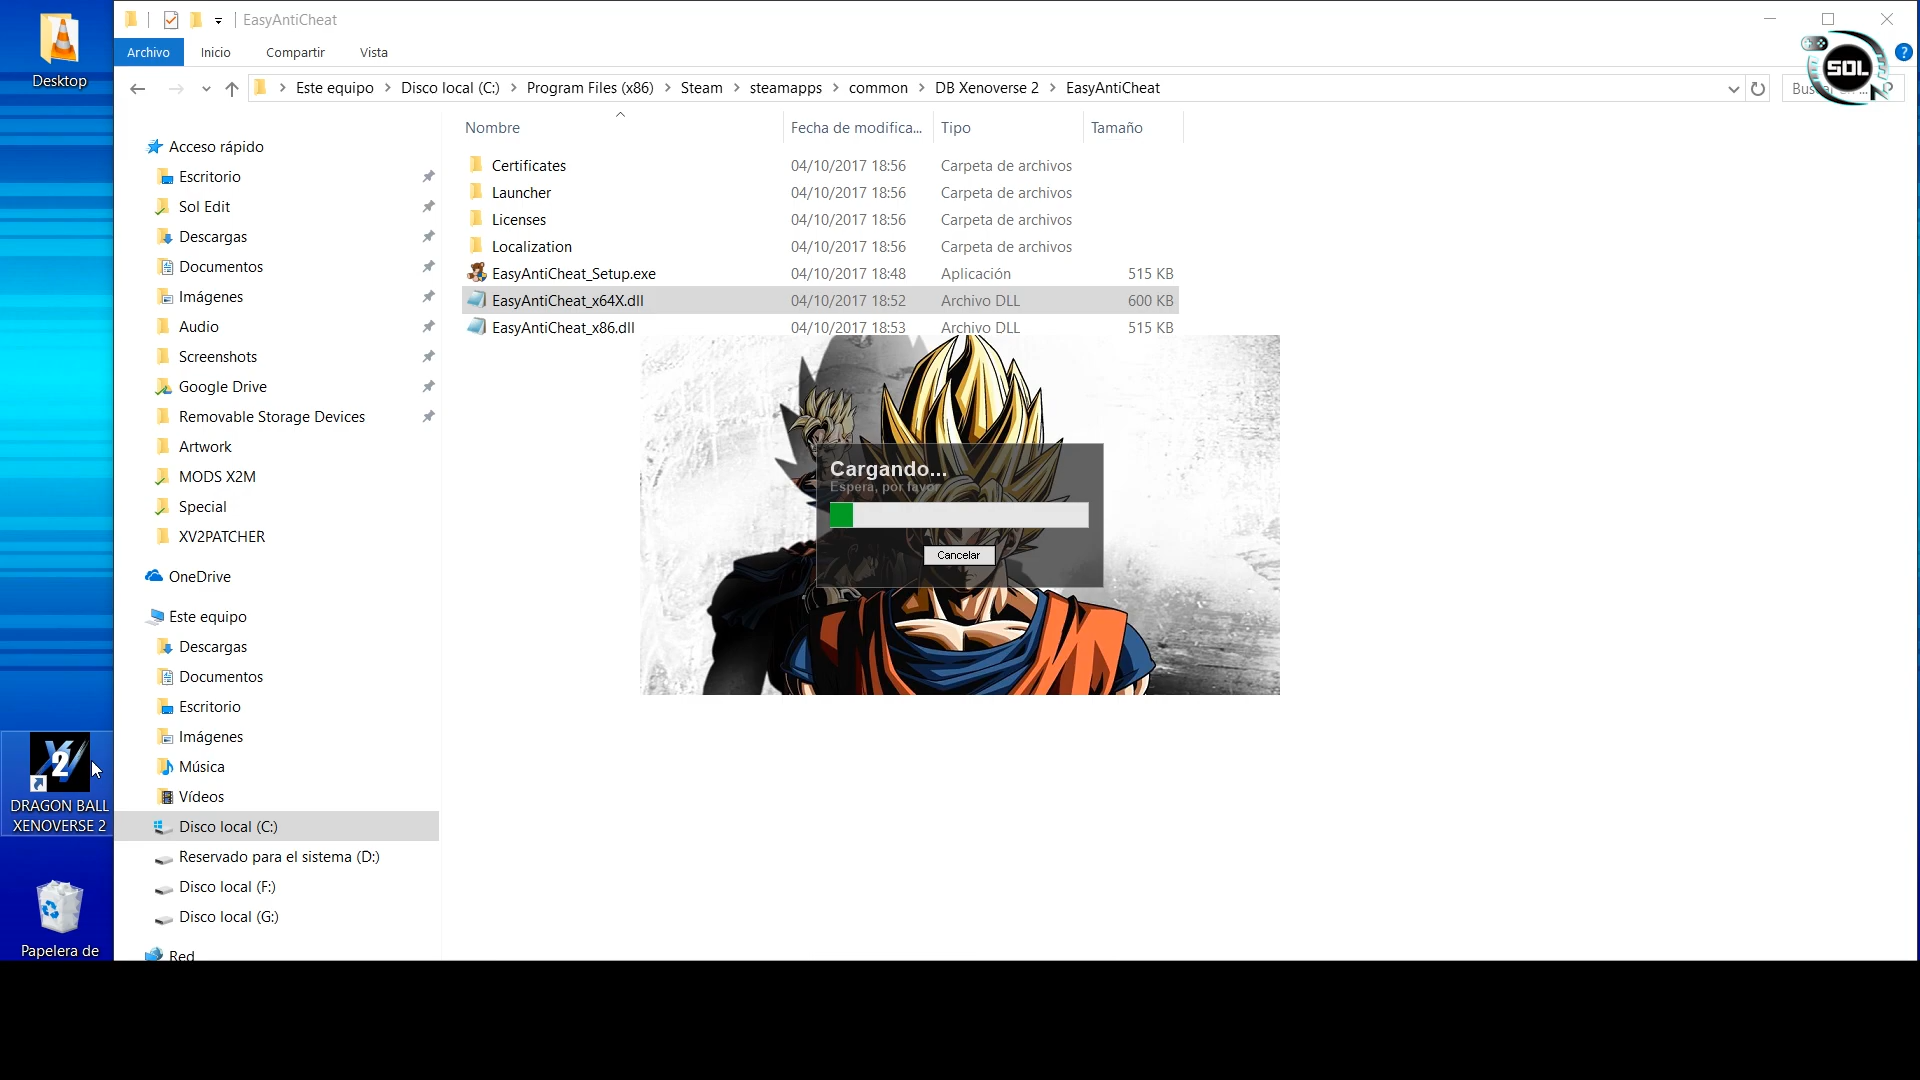 EasyAntiCheat
Archivo Inicio Compartir Vista
Este equipo Disco local (C:) Program Files (x86) Steam steamapps common DB Xenoverse 2 EasyAntiCheat
SOL
Desktop
Nombre Fecha de modifica... Tipo Tamaño
Certificates 04/10/2017 18:56 Carpeta de archivos
Launcher 04/10/2017 18:56 Carpeta de archivos
Licenses 04/10/2017 18:56 Carpeta de archivos
Localization 04/10/2017 18:56 Carpeta de archivos
EasyAntiCheat_Setup.exe 04/10/2017 18:48 Aplicación 515 KB
EasyAntiCheat_x64X.dll 04/10/2017 18:52 Archivo DLL 600 KB
EasyAntiCheat_x86.dll 04/10/2017 18:53 Archivo DLL 515 KB
Acceso rápido
Escritorio
Sol Edit
Descargas
Documentos
Imágenes
Audio
Screenshots
Google Drive
Removable Storage Devices
Artwork
MODS X2M
Special
XV2PATCHER
OneDrive
Este equipo
Descargas
Documentos
Escritorio
Imágenes
Música
Vídeos
Disco local (C:)
Reservado para el sistema (D:)
Disco local (F:)
Disco local (G:)
Red
Cargando...
Espera, por favor
Cancelar
DRAGON BALL
XENOVERSE 2
Papelera de